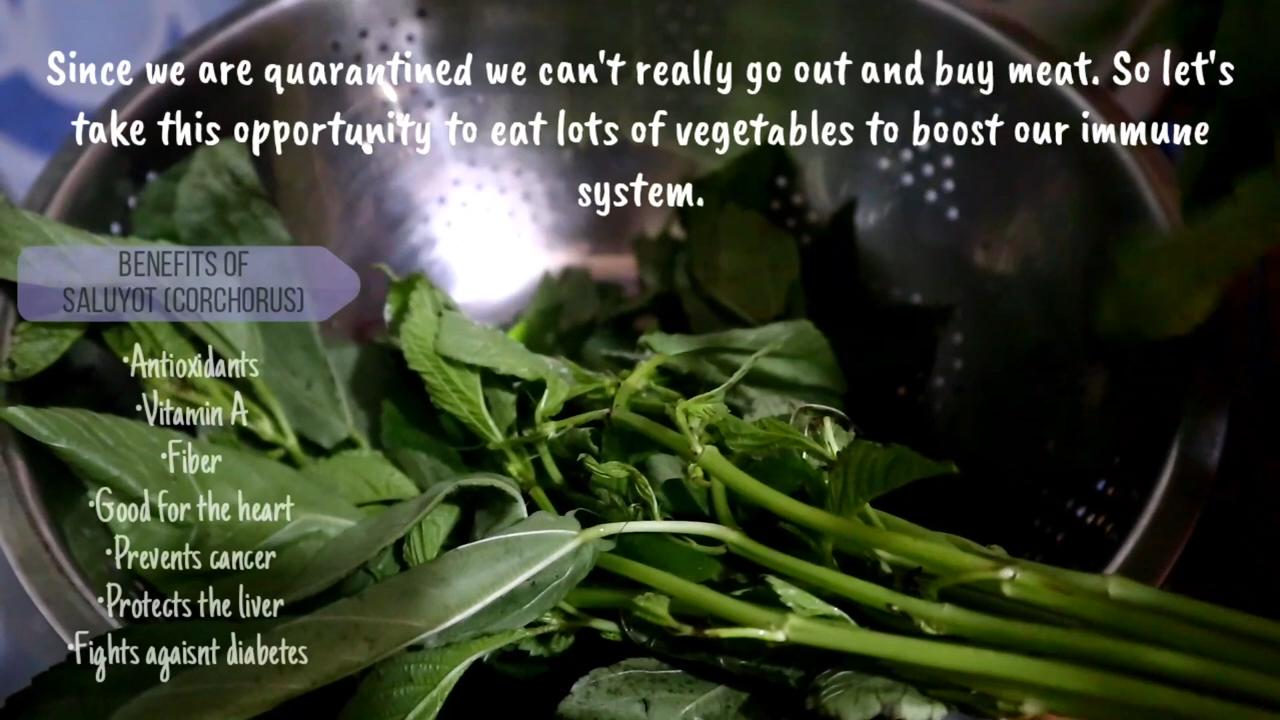 Since we are quarantined we can't really go out and buy meat. So let's
take this opportunity to eat lots of vegetables to boost our immune
system.
BENEFITS OF
SALUYOT (CORCHORUS)
•Antioxidants
•Vitamin A
•Fiber
•Good for the heart
•Prevents cancer
•Protects the liver
•Fights agaisnt diabetes